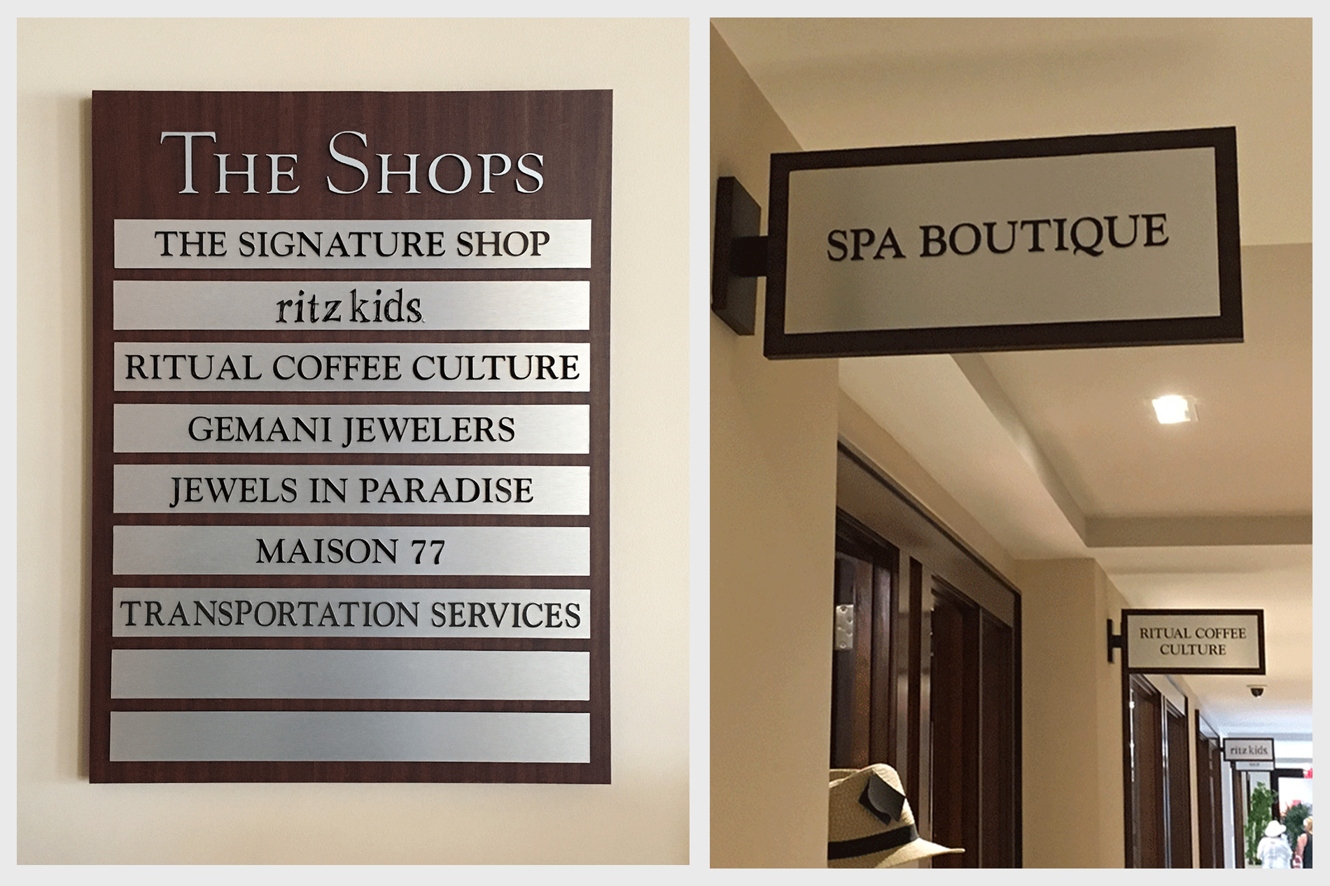 THE SHOPS
THE SIGNATURE SHOP
ritz kids
RITUAL COFFEE CULTURE
GEMANI JEWELERS
JEWELS IN PARADISE
MAISON 77
TRANSPORTATION SERVICES
SPA BOUTIQUE
RITUAL COFFEE
CULTURE
ritz kids